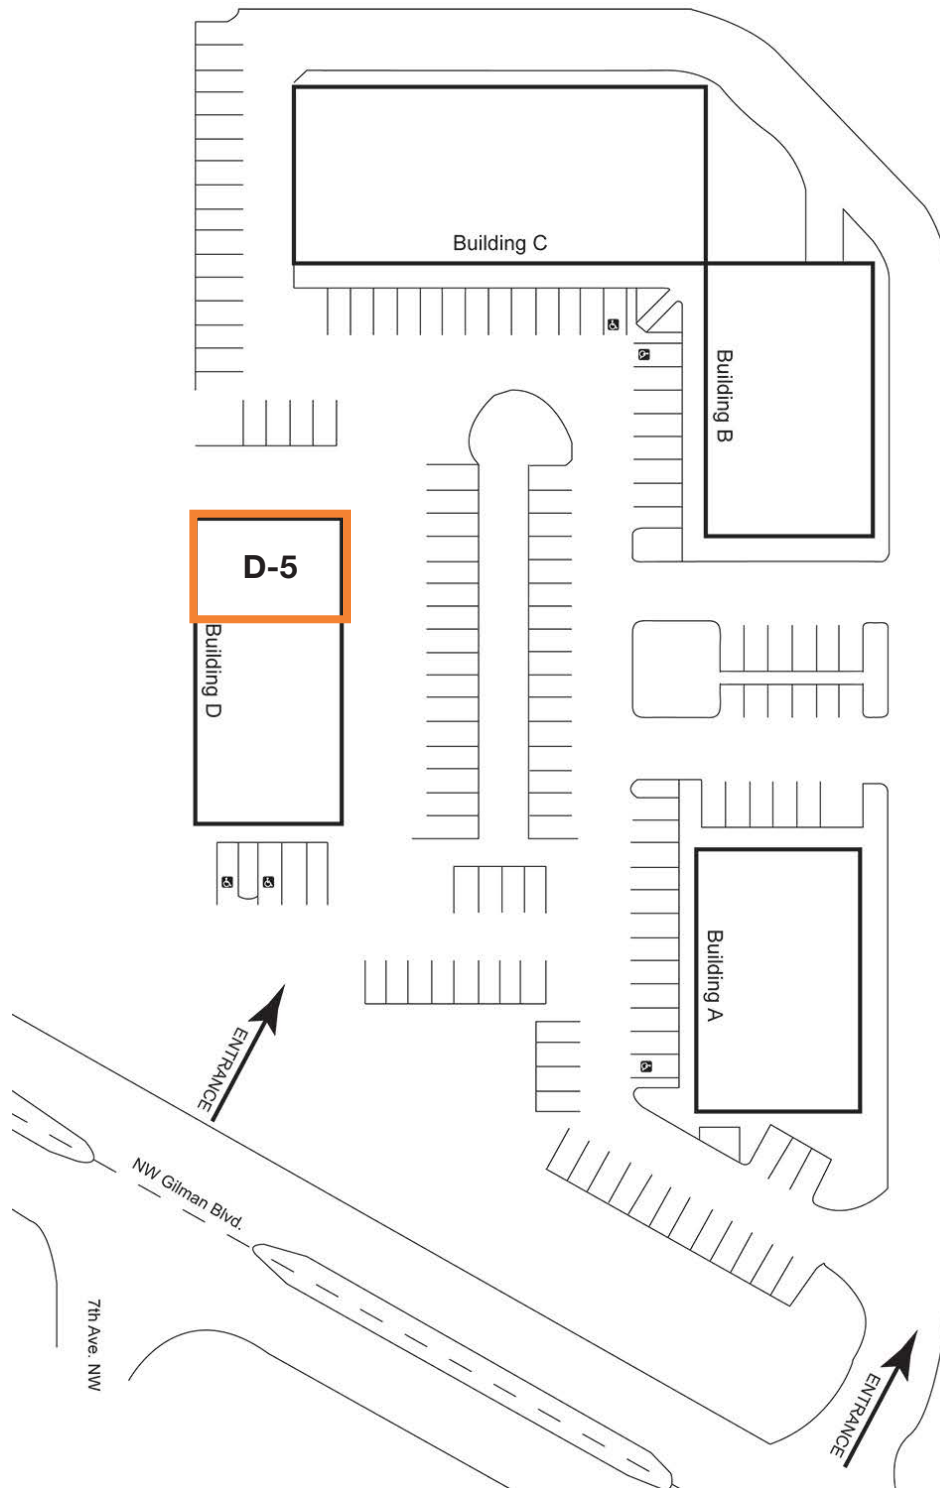 Building C
Building B
D-5
Building D
Building A
ENTRANCE
NW Gilman Blvd.
7th Ave. NW
ENTRANCE